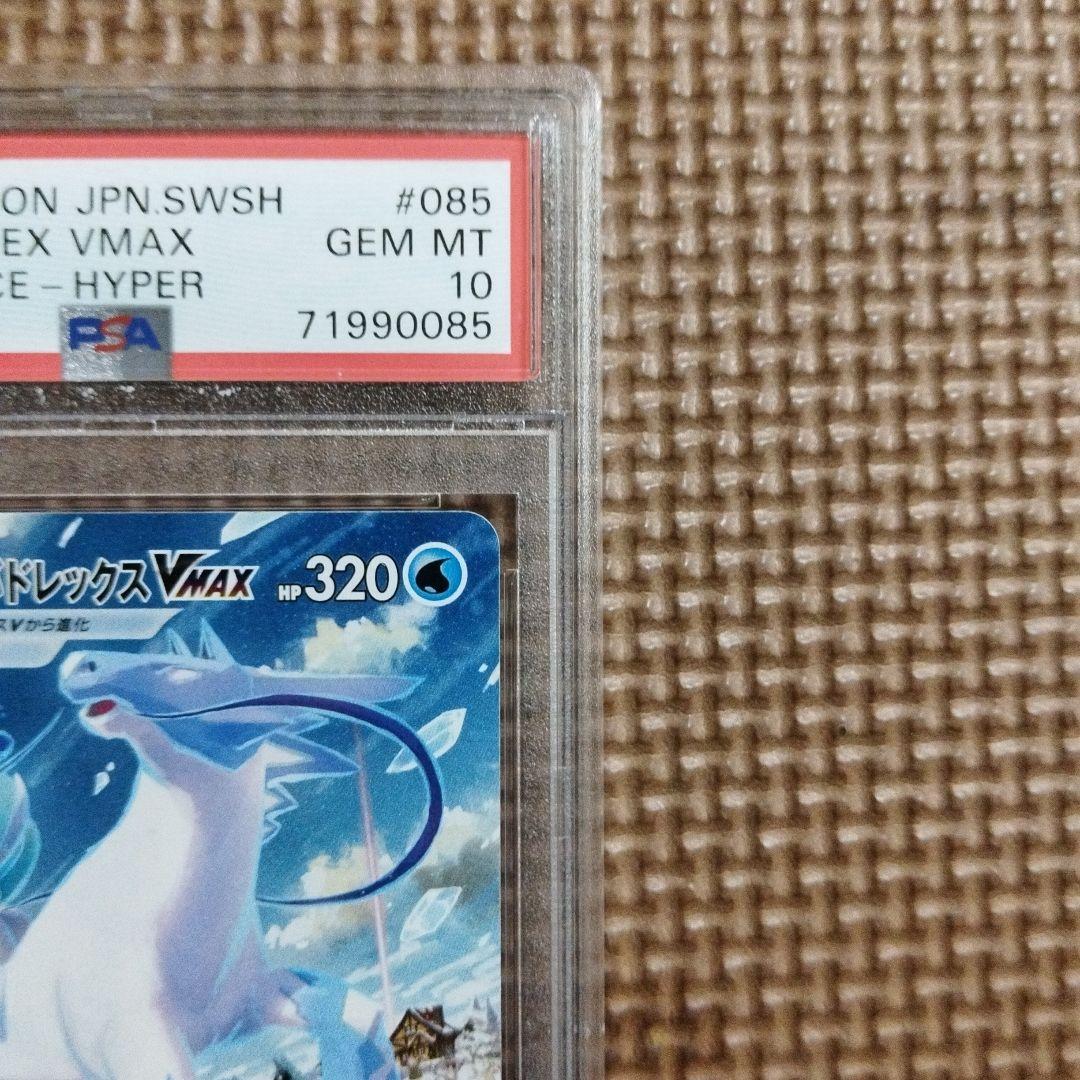 ON JPN.SWSH #085
EX VMAX GEM MT
CE-HYPER 10
PSA 71990085
ドレックスVMAX HP320
スVから進化